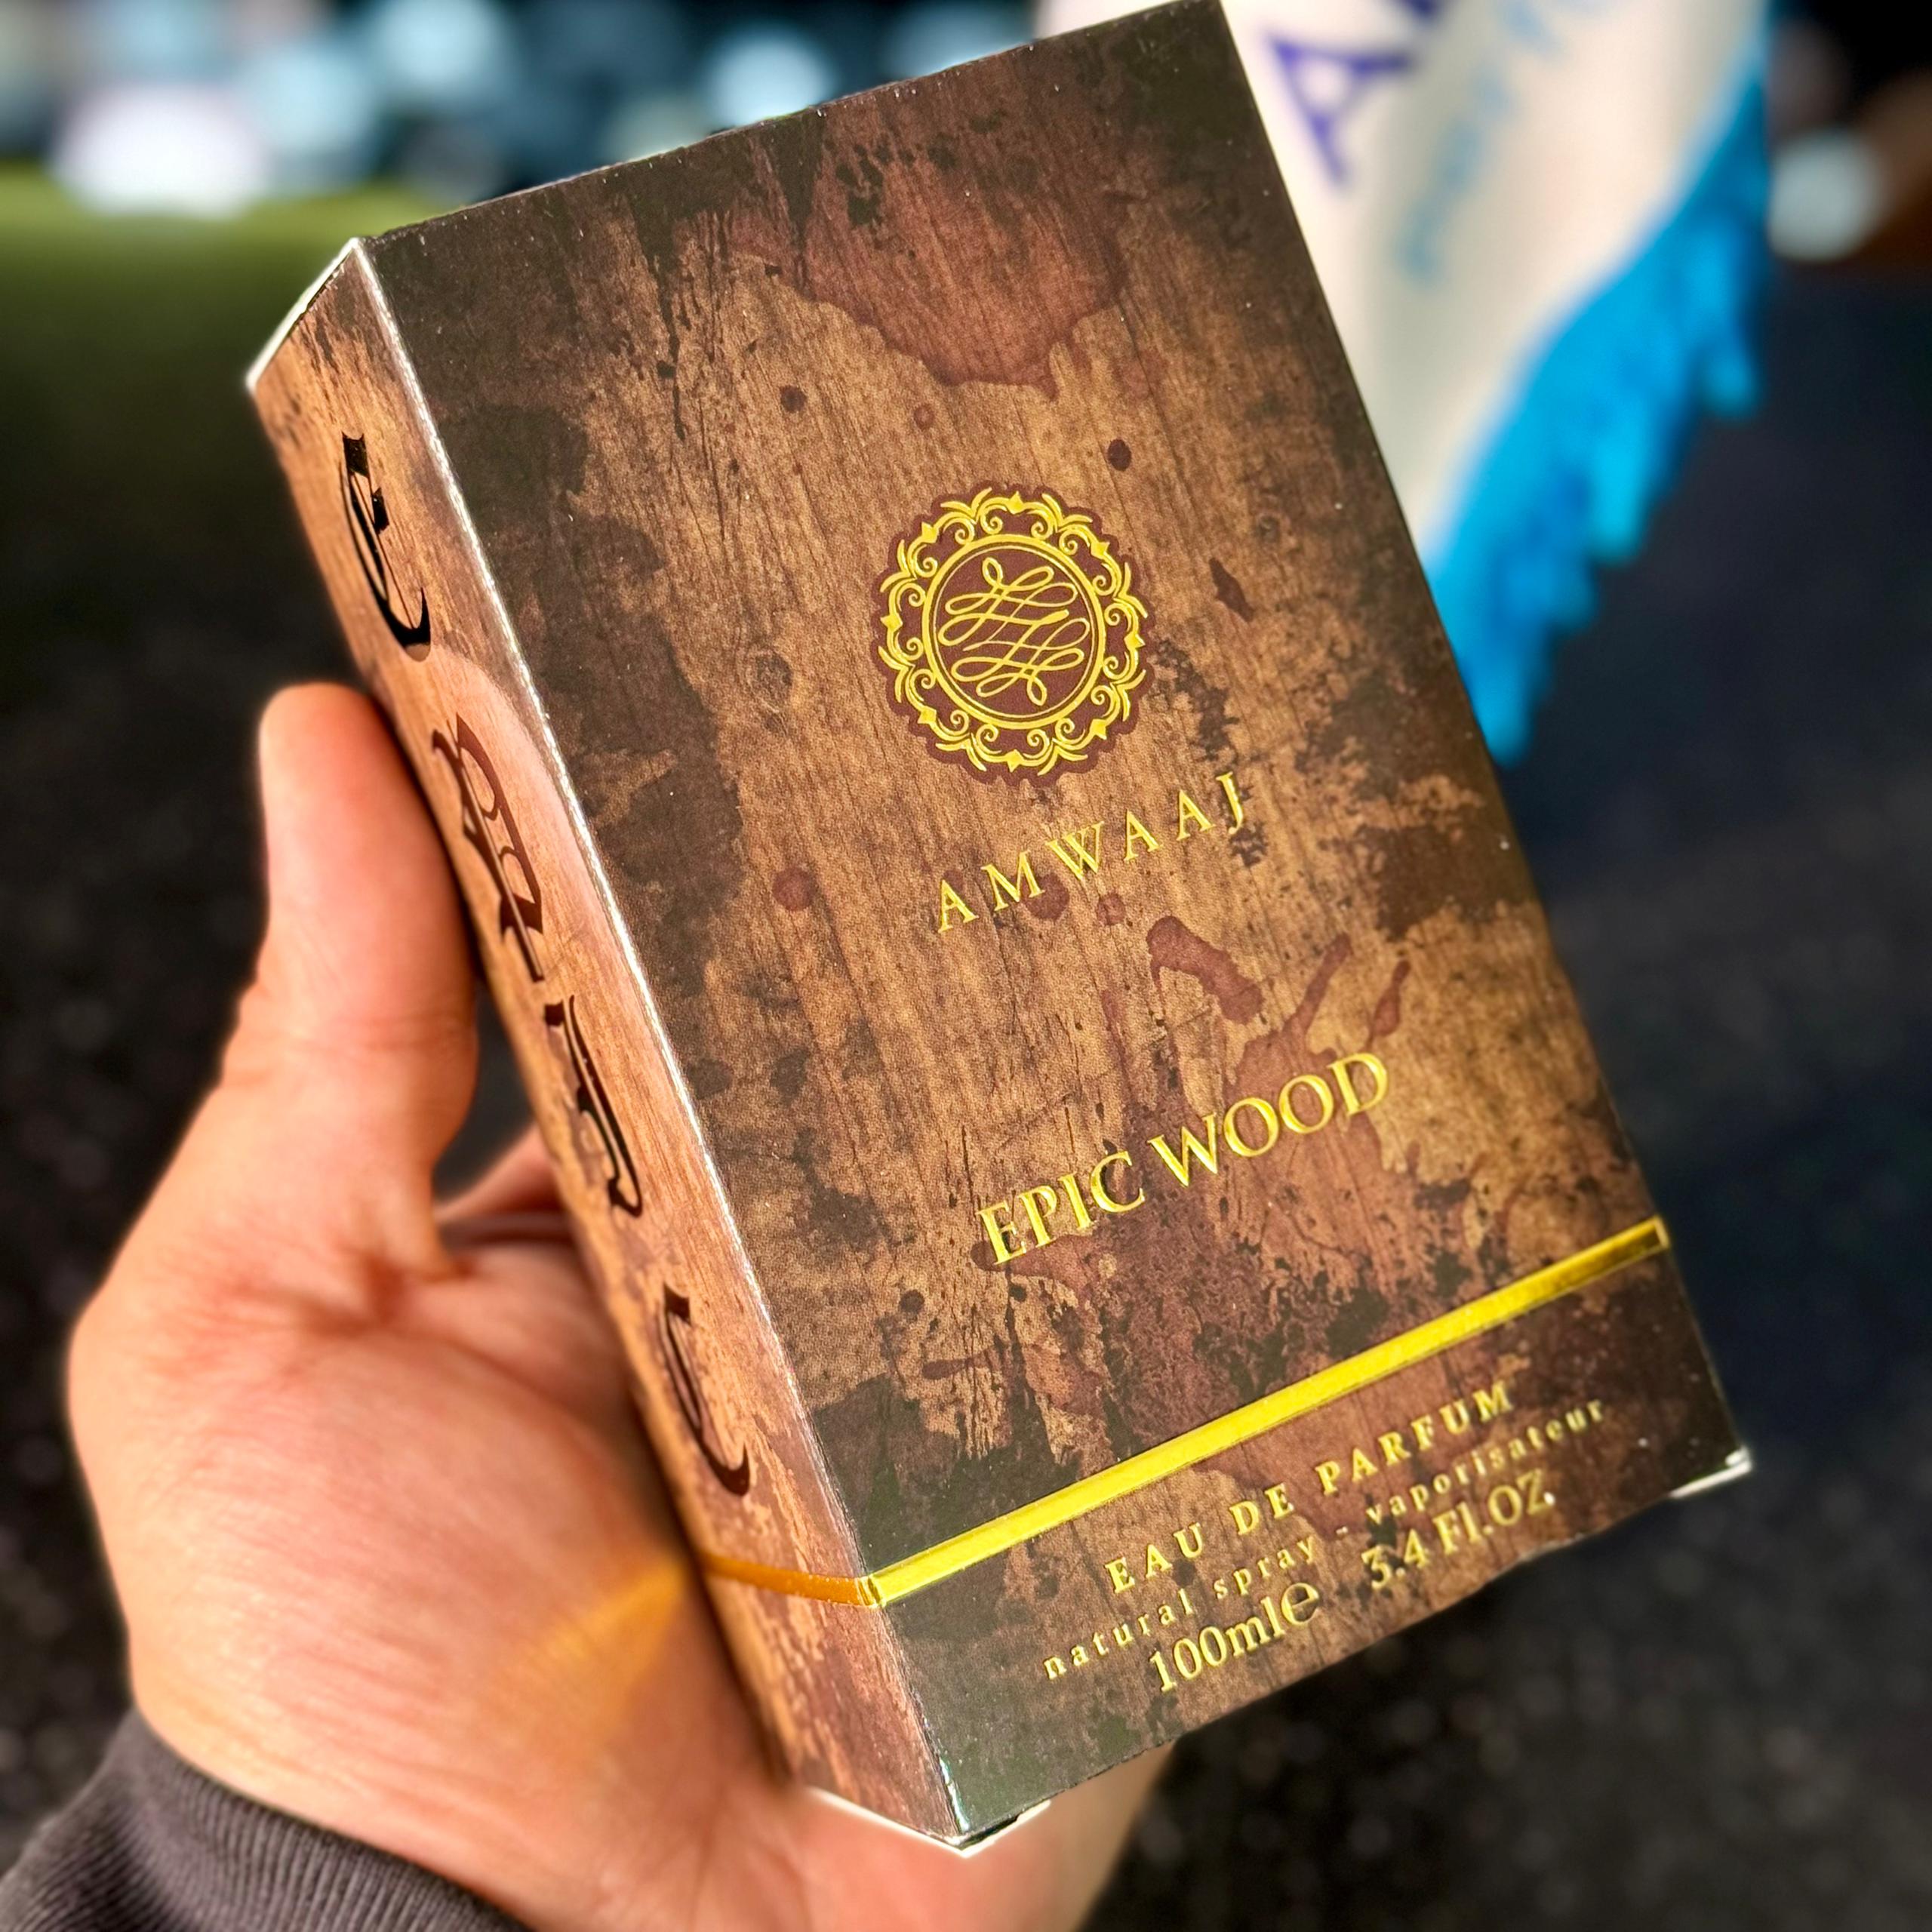 AMWAAJ
EPIC WOOD
EAU DE PARFUM
natural spray - vaporisateur
100ml℮ 3.4 Fl.OZ.
EPIC